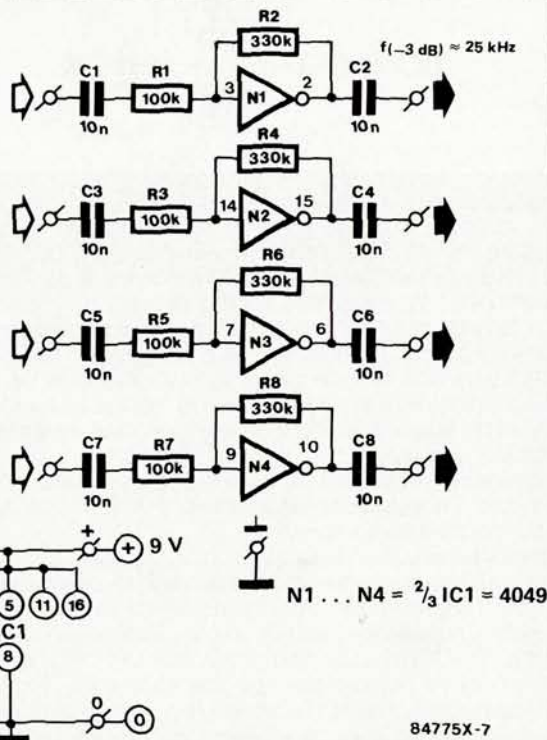 R2
330k
f(−3 dB) ≈ 25 kHz
C1
R1
C2
3
N1
2
100k
10n
10n
R4
330k
C3
R3
C4
14
N2
15
100k
10n
10n
R6
330k
C5
R5
C6
7
N3
6
100k
10n
10n
R8
330k
C7
R7
C8
9
N4
10
100k
10n
10n
+
+ 9 V
5 11 16
N1 . . . N4 = 2/3 IC1 = 4049
C1
8
0
0
84775X-7